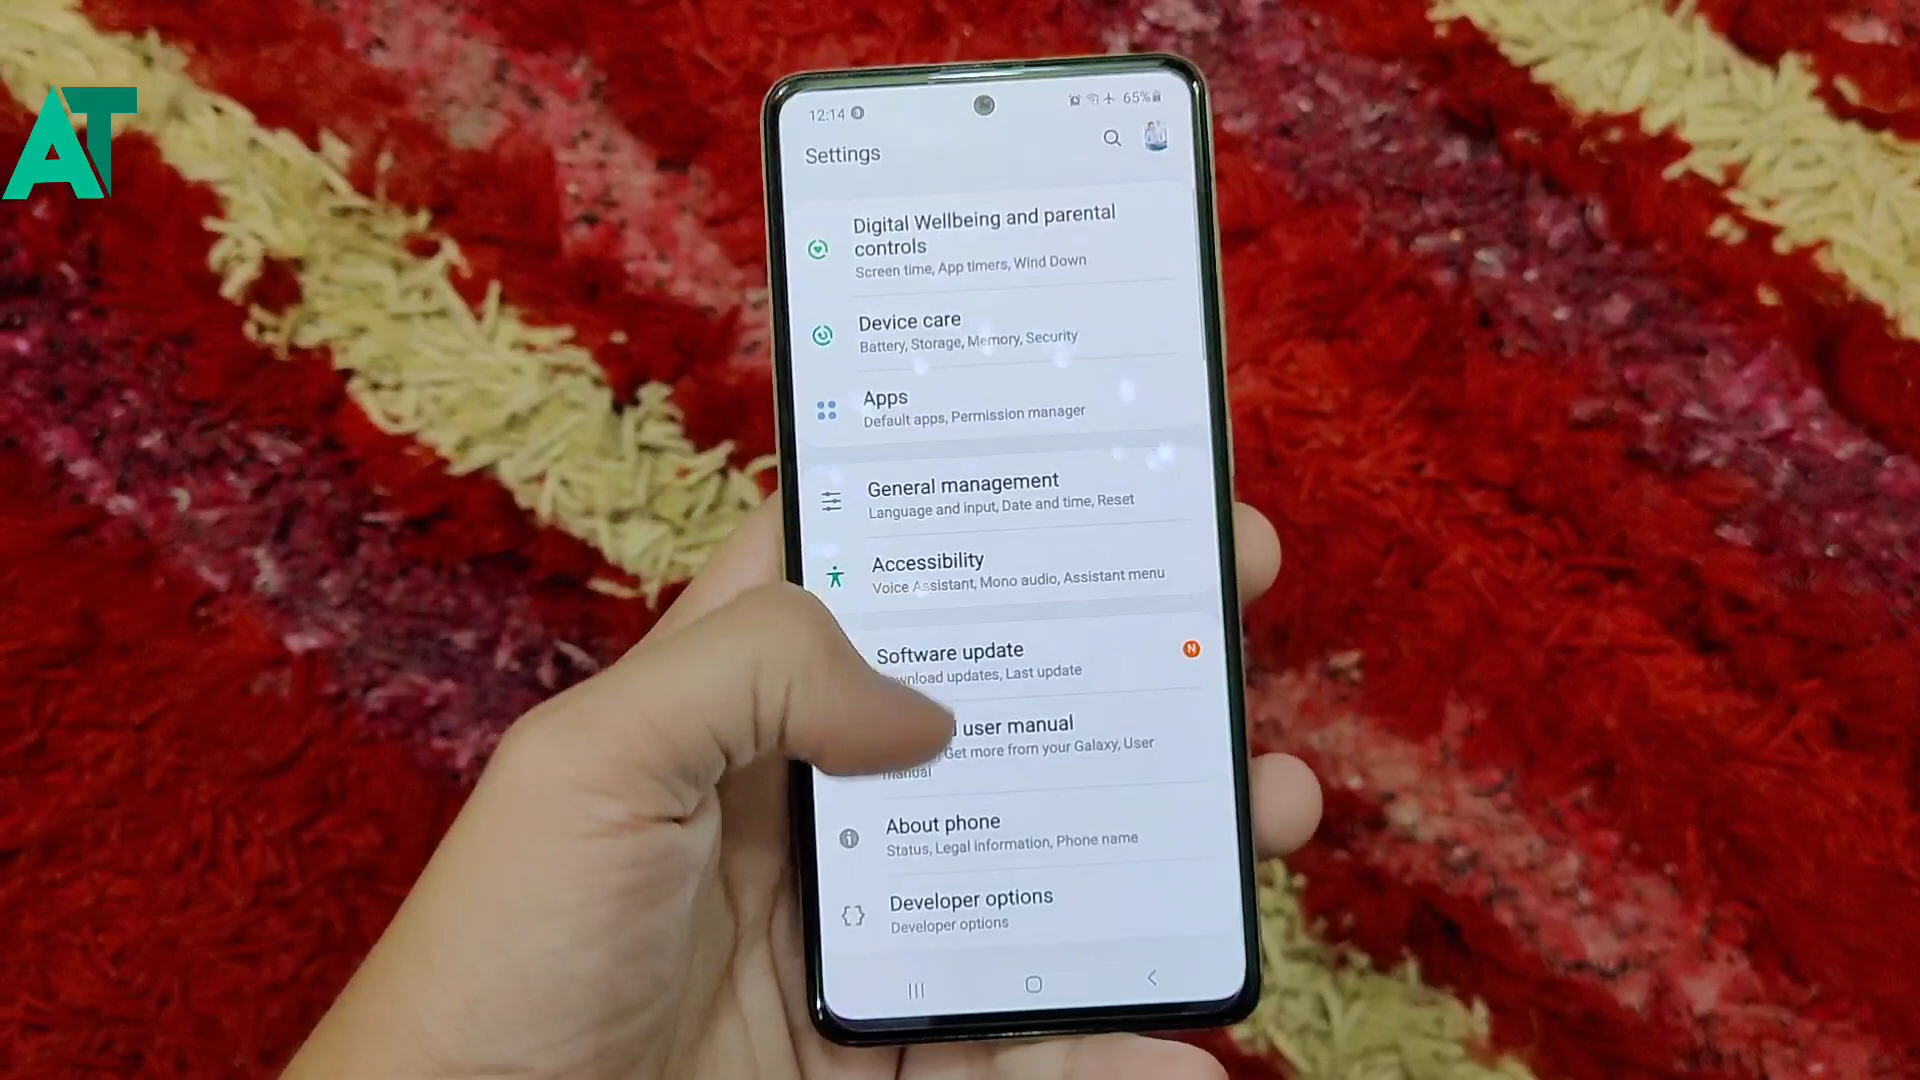 AT
12:14
65%
Settings
Digital Wellbeing and parental
controls
Screen time, App timers, Wind Down
Device care
Battery, Storage, Memory, Security
Apps
Default apps, Permission manager
General management
Language and input, Date and time, Reset
Accessibility
Voice Assistant, Mono audio, Assistant menu
Software update
N
updates, Last update
user manual
Get more from your Galaxy, User
manual
About phone
Status, Legal information, Phone name
Developer options
Developer options